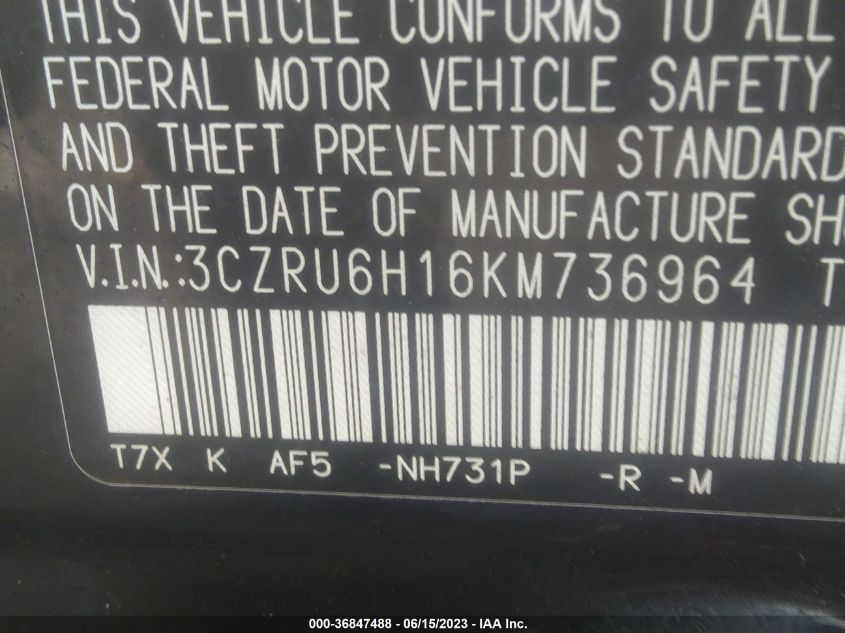 THIS VEHICLE CONFORMS TO ALL
FEDERAL MOTOR VEHICLE SAFETY
AND THEFT PREVENTION STANDARD
ON THE DATE OF MANUFACTURE SH
V.I.N.:3CZRU6H16KM736964 T
T7X K AF5 -NH731P -R -M
000-36847488 - 06/15/2023 - IAA Inc.